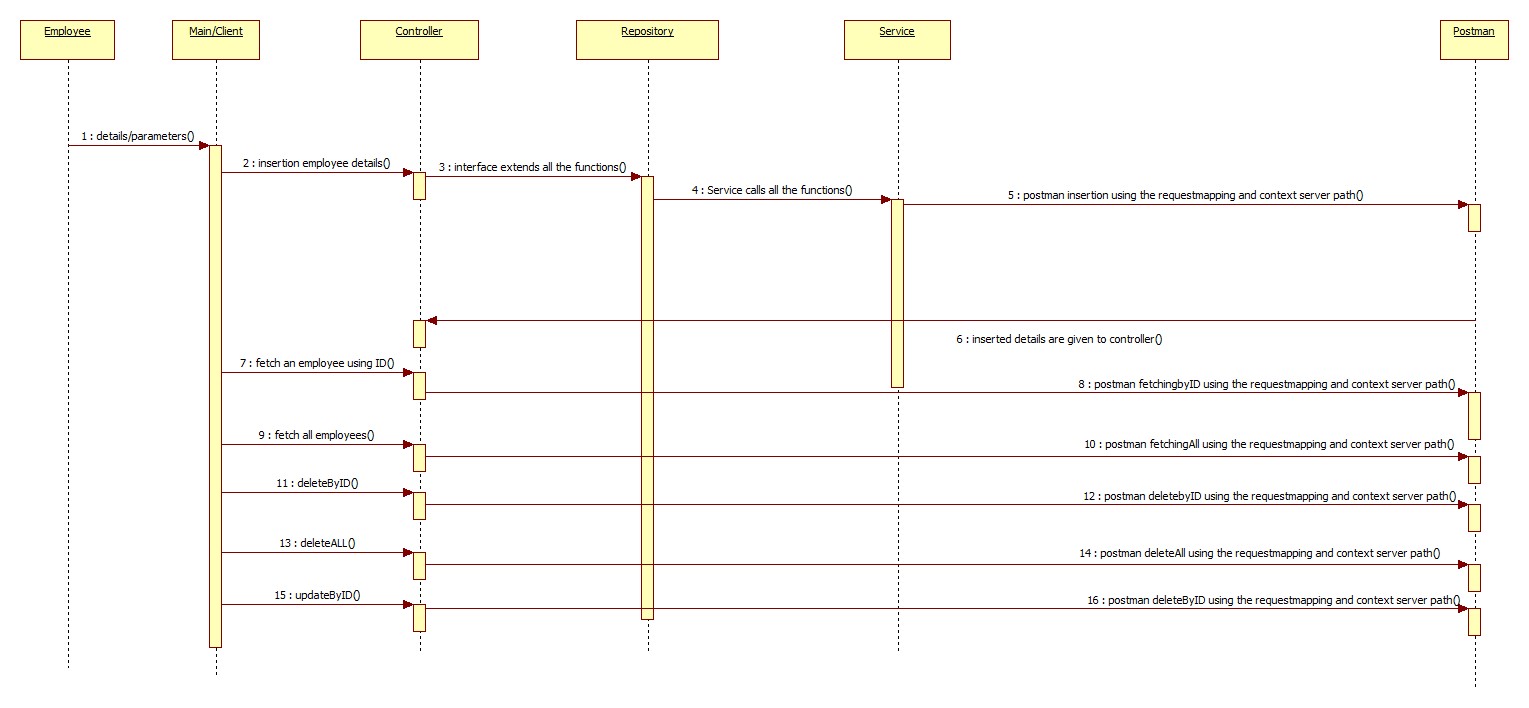 Employee
Main/Client
Controller
Repository
Service
Postman
1 : details/parameters()
2 : insertion employee details()
3 : interface extends all the functions()
4 : Service calls all the functions()
5 : postman insertion using the requestmapping and context server path()
6 : inserted details are given to controller()
7 : fetch an employee using ID()
8 : postman fetchingbyID using the requestmapping and context server path()
9 : fetch all employees()
10 : postman fetchingAll using the requestmapping and context server path()
11 : deleteByID()
12 : postman deletebyID using the requestmapping and context server path()
13 : deleteALL()
14 : postman deleteAll using the requestmapping and context server path()
15 : updateByID()
16 : postman deleteByID using the requestmapping and context server path()